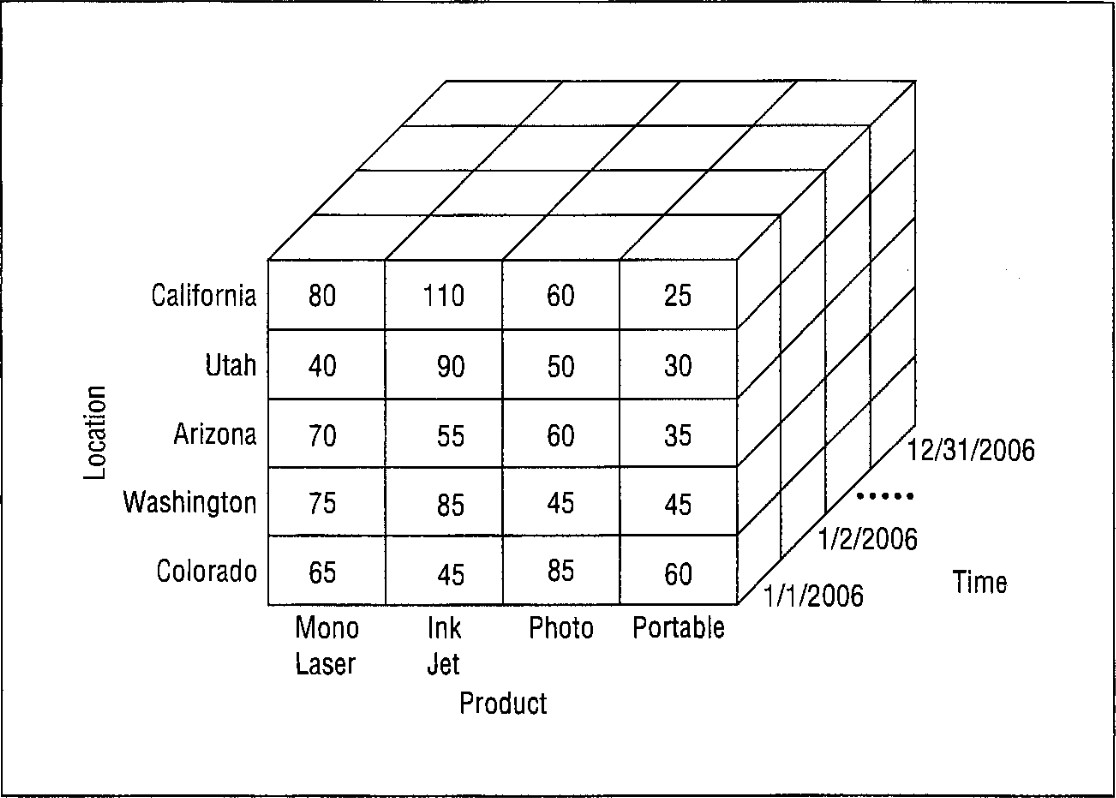 California 80 110 60 25
Utah 40 90 50 30
Arizona 70 55 60 35
Washington 75 85 45 45
Colorado 65 45 85 60
Location
12/31/2006
.....
1/2/2006
1/1/2006
Time
Mono Ink Photo Portable
Laser Jet
Product